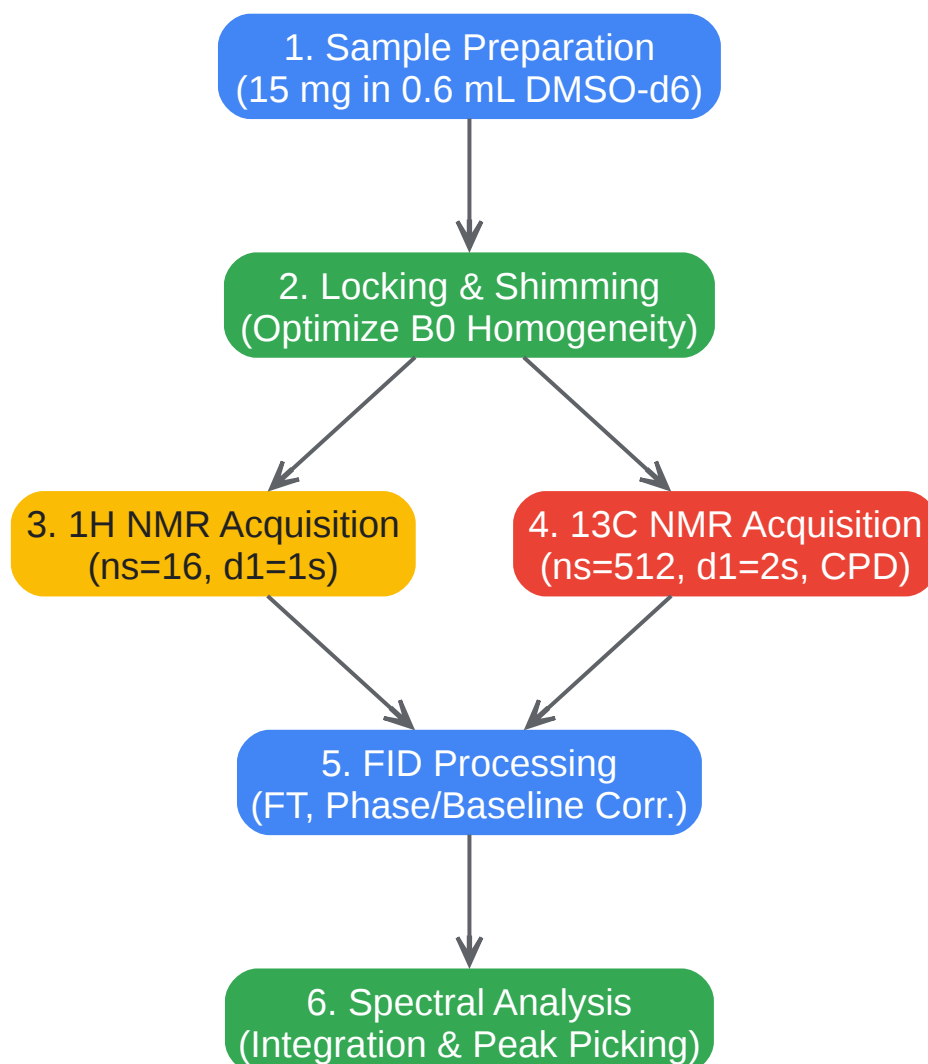 1. Sample Preparation
(15 mg in 0.6 mL DMSO-d6)
2. Locking & Shimming
(Optimize B0 Homogeneity)
3. 1H NMR Acquisition
(ns=16, d1=1s)
4. 13C NMR Acquisition
(ns=512, d1=2s, CPD)
5. FID Processing
(FT, Phase/Baseline Corr.)
6. Spectral Analysis
(Integration & Peak Picking)